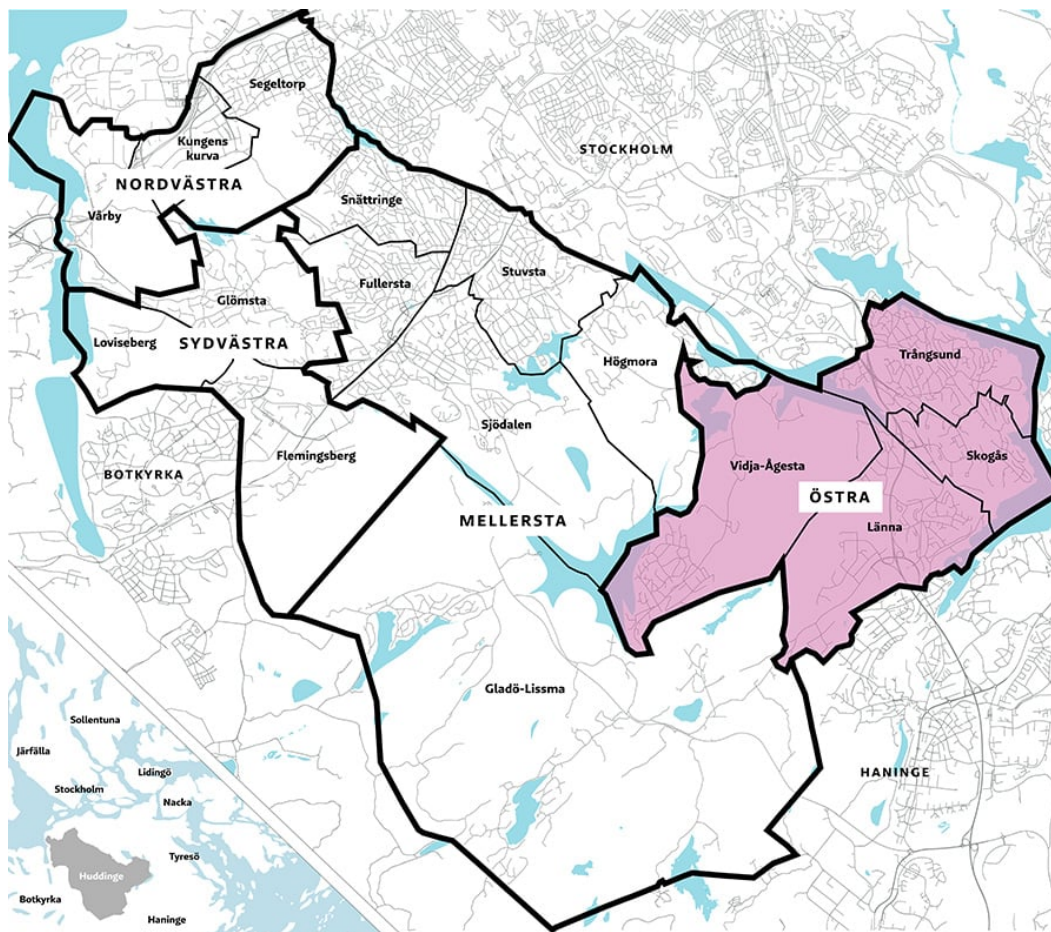 Segeltorp
Kungens
kurva
STOCKHOLM
NORDVÄSTRA
Snättringe
Vårby
Stuvsta
Fullersta
Glömsta
Loviseberg
SYDVÄSTRA
Högmora
Trångsund
Sjödalen
Flemingsberg
Vidja-Ågesta
Skogås
BOTKYRKA
ÖSTRA
MELLERSTA
Länna
Gladö-Lissma
HANINGE
Sollentuna
Järfälla
Lidingö
Stockholm
Nacka
Tyresö
Huddinge
Botkyrka
Haninge